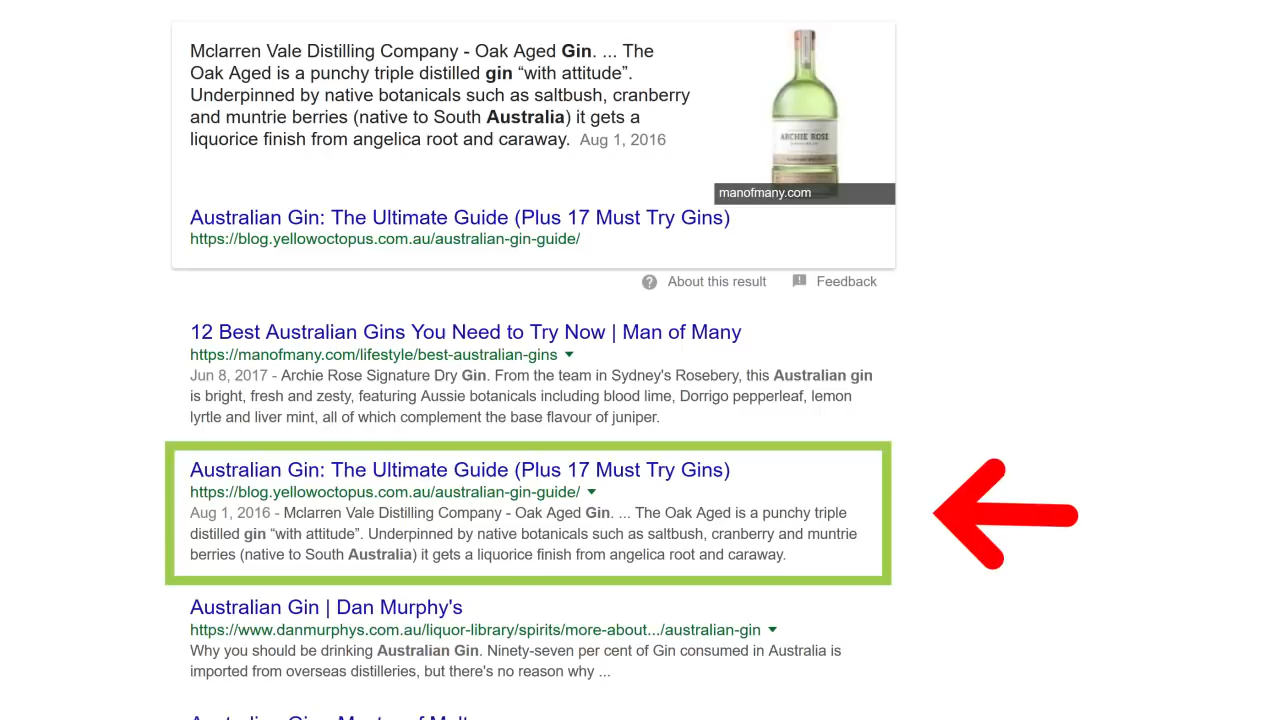 Mclarren Vale Distilling Company - Oak Aged Gin. ... The
Oak Aged is a punchy triple distilled gin “with attitude”.
Underpinned by native botanicals such as saltbush, cranberry
and muntrie berries (native to South Australia) it gets a
liquorice finish from angelica root and caraway. Aug 1, 2016
ARCHIE ROSE
manofmany.com
Australian Gin: The Ultimate Guide (Plus 17 Must Try Gins)
https://blog.yellowoctopus.com.au/australian-gin-guide/
About this result Feedback
12 Best Australian Gins You Need to Try Now | Man of Many
https://manofmany.com/lifestyle/best-australian-gins
Jun 8, 2017 - Archie Rose Signature Dry Gin. From the team in Sydney's Rosebery, this Australian gin
is bright, fresh and zesty, featuring Aussie botanicals including blood lime, Dorrigo pepperleaf, lemon
lyrtle and liver mint, all of which complement the base flavour of juniper.
Australian Gin: The Ultimate Guide (Plus 17 Must Try Gins)
https://blog.yellowoctopus.com.au/australian-gin-guide/
Aug 1, 2016 - Mclarren Vale Distilling Company - Oak Aged Gin. ... The Oak Aged is a punchy triple
distilled gin “with attitude”. Underpinned by native botanicals such as saltbush, cranberry and muntrie
berries (native to South Australia) it gets a liquorice finish from angelica root and caraway.
Australian Gin | Dan Murphy's
https://www.danmurphys.com.au/liquor-library/spirits/more-about.../australian-gin
Why you should be drinking Australian Gin. Ninety-seven per cent of Gin consumed in Australia is
imported from overseas distilleries, but there's no reason why ...